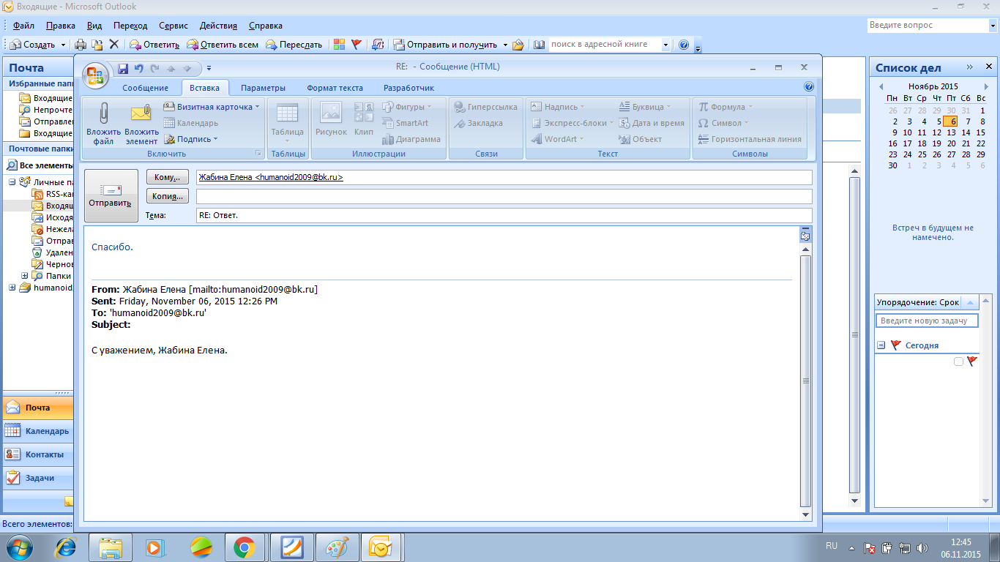 Входящие - Microsoft Outlook
Файл Правка Вид Переход Сервис Действия Справка
Введите вопрос
Создать Ответить Ответить всем Переслать Отправить и получить поиск в адресной книге
Почта
Избранные пап
Входящие
Непрочте
Отправлен
Входящие
Почтовые папки
Все элементы
Личные па
RSS-ка
Входящ
Исходя
Нежела
Отправ
Удален
Чернов
Папки
humanoid.
Почта
Календарь
Контакты
Задачи
Всего элементов:
RE: - Сообщение (HTML)
Сообщение Вставка Параметры Формат текста Разработчик
Вложить файл
Вложить элемент
Визитная карточка
Календарь
Подпись
Включить
Таблица
Таблицы
Рисунок Клип
Фигуры
SmartArt
Диаграмма
Иллюстрации
Гиперссылка
Закладка
Связи
Надпись
Экспресс-блоки
WordArt
Буквица
Дата и время
Объект
Текст
Формула
Символ
Горизонтальная линия
Символы
Отправить
Кому... Жабина Елена <humanoid2009@bk.ru>
Копия...
Тема: RE: Ответ.
Спасибо.
From: Жабина Елена [mailto:humanoid2009@bk.ru]
Sent: Friday, November 06, 2015 12:26 PM
To: 'humanoid2009@bk.ru'
Subject:
С уважением, Жабина Елена.
Список дел
Ноябрь 2015
Пн Вт Ср Чт Пт Сб Вс
26 27 28 29 30 31 1
2 3 4 5 6 7 8
9 10 11 12 13 14 15
16 17 18 19 20 21 22
23 24 25 26 27 28 29
30 1 2 3 4 5 6
Встреч в будущем не
намечено.
Упорядочение: Срок
Введите новую задачу
Сегодня
RU
12:45
06.11.2015